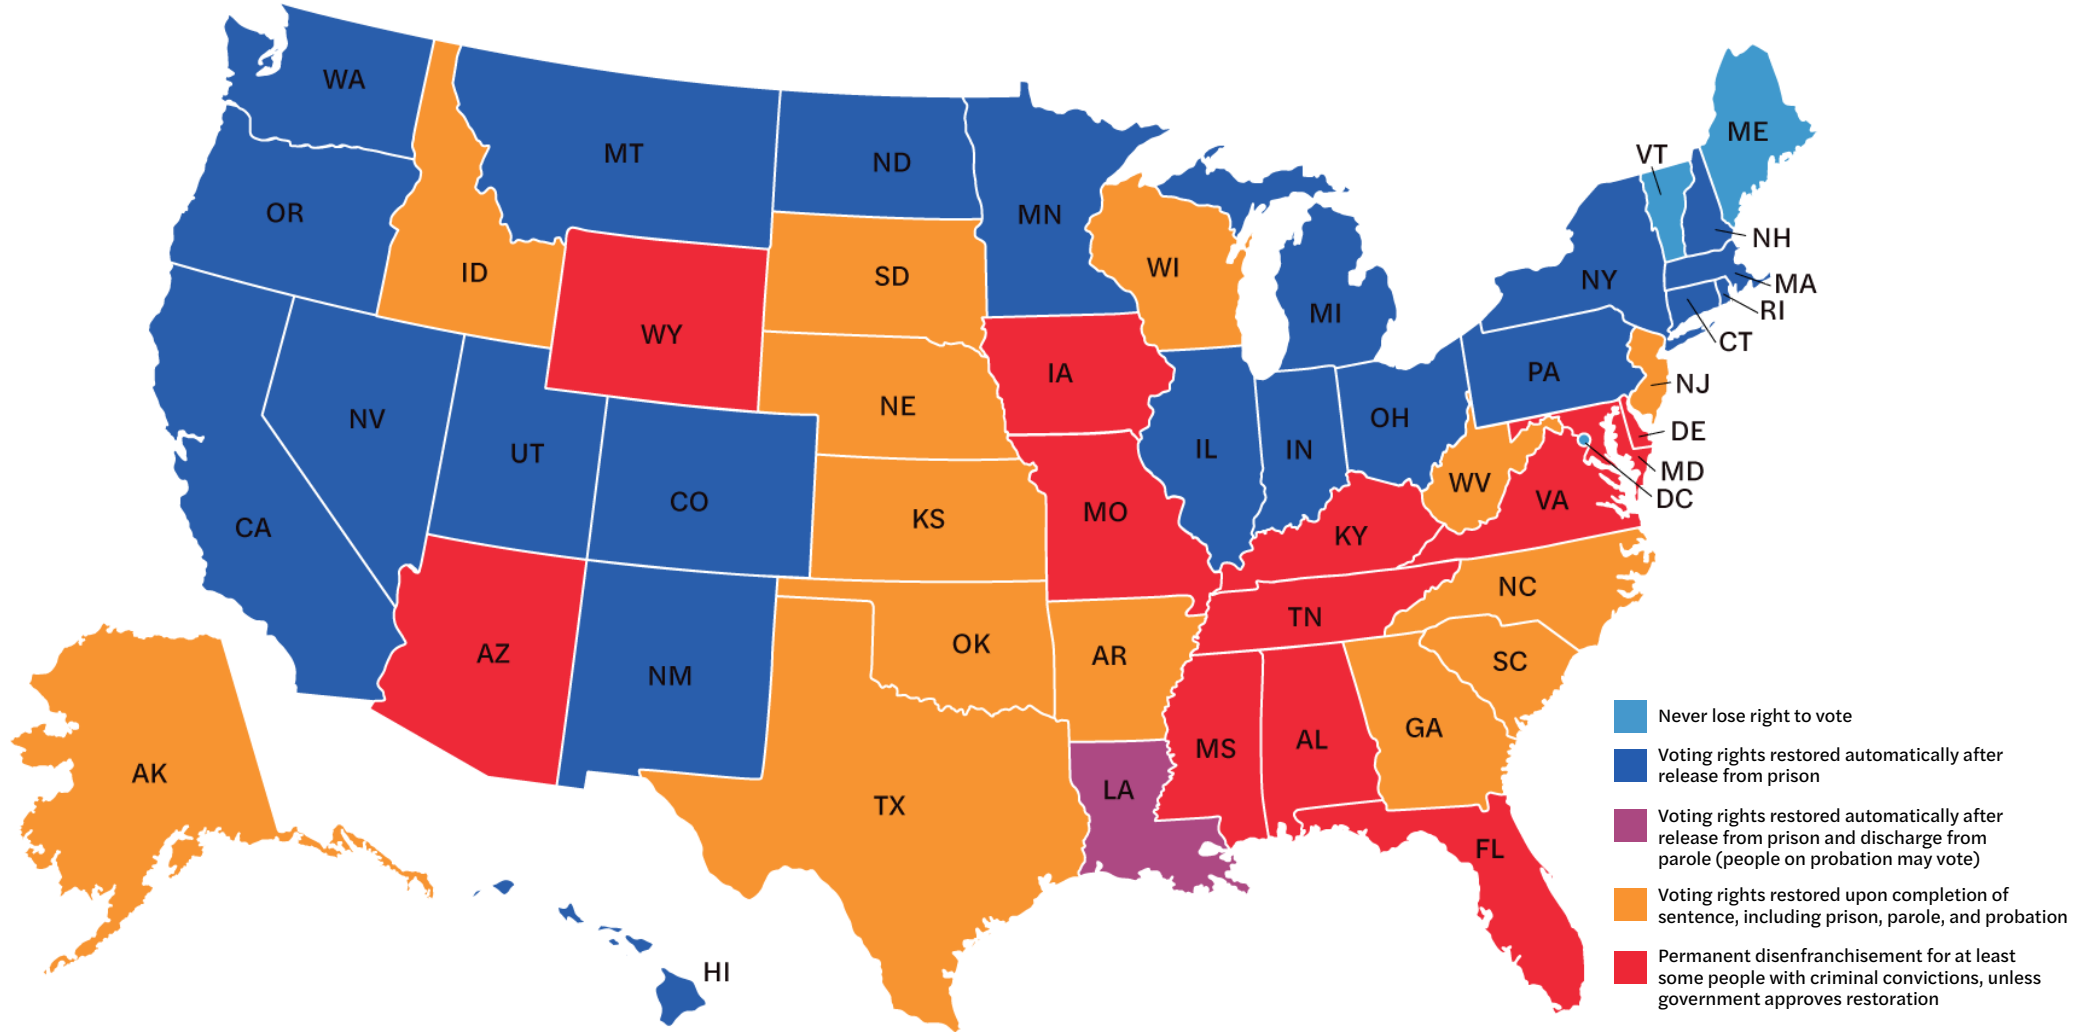 WA
MT
ND
MN
ME
VT
OR
ID
SD
WI
NH
NY
MA
MI
RI
WY
CT
IA
PA
NJ
NE
NV
OH
DE
UT
IL
IN
MD
WV
DC
CO
VA
CA
KS
MO
KY
NC
TN
AZ
OK
AR
SC
NM
GA
MS
AL
AK
LA
TX
FL
HI
Never lose right to vote
Voting rights restored automatically after
release from prison
Voting rights restored automatically after
release from prison and discharge from
parole (people on probation may vote)
Voting rights restored upon completion of
sentence, including prison, parole, and probation
Permanent disenfranchisement for at least
some people with criminal convictions, unless
government approves restoration